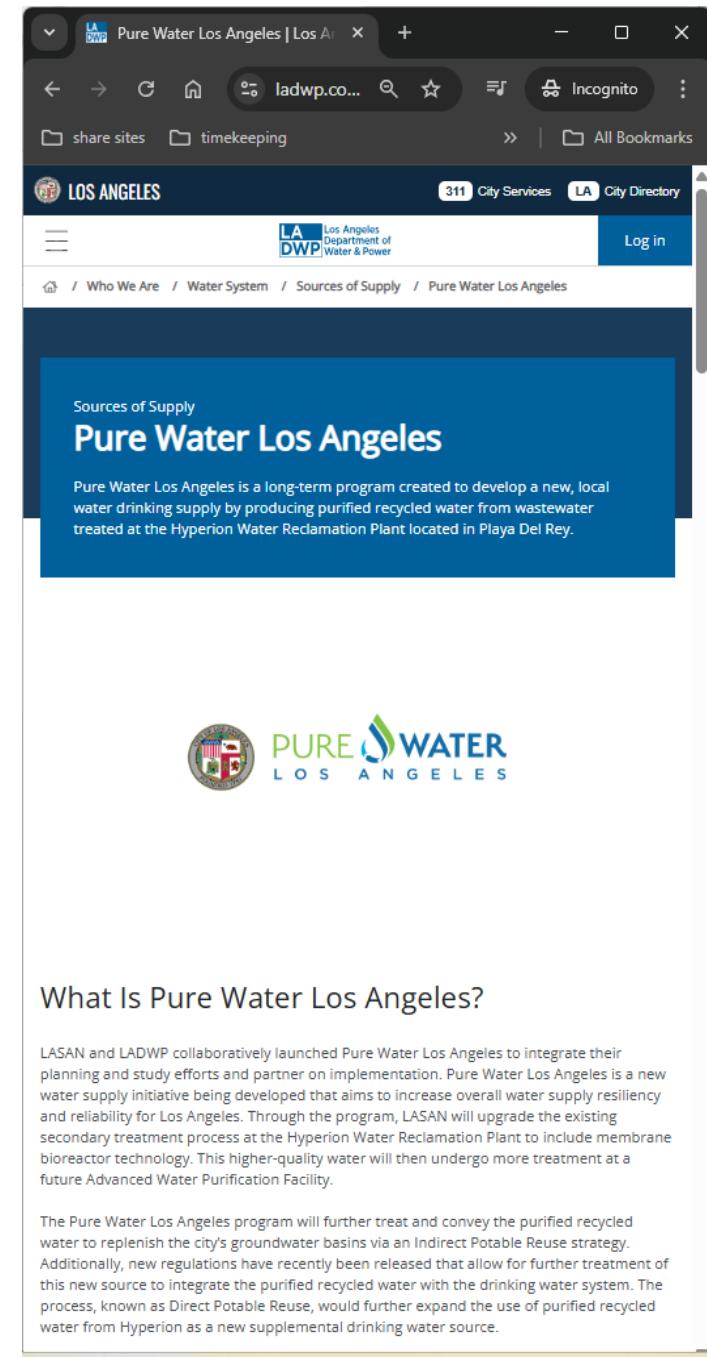 LA DWP Pure Water Los Angeles | Los A
ladwp.co... Incognito
share sites timekeeping » All Bookmarks
LOS ANGELES 311 City Services LA City Directory
LA DWP Los Angeles Department of Water & Power Log in
/ Who We Are / Water System / Sources of Supply / Pure Water Los Angeles
Sources of Supply
Pure Water Los Angeles
Pure Water Los Angeles is a long-term program created to develop a new, local
water drinking supply by producing purified recycled water from wastewater
treated at the Hyperion Water Reclamation Plant located in Playa Del Rey.
PURE WATER
LOS ANGELES
What Is Pure Water Los Angeles?
LASAN and LADWP collaboratively launched Pure Water Los Angeles to integrate their
planning and study efforts and partner on implementation. Pure Water Los Angeles is a new
water supply initiative being developed that aims to increase overall water supply resiliency
and reliability for Los Angeles. Through the program, LASAN will upgrade the existing
secondary treatment process at the Hyperion Water Reclamation Plant to include membrane
bioreactor technology. This higher-quality water will then undergo more treatment at a
future Advanced Water Purification Facility.
The Pure Water Los Angeles program will further treat and convey the purified recycled
water to replenish the city's groundwater basins via an Indirect Potable Reuse strategy.
Additionally, new regulations have recently been released that allow for further treatment of
this new source to integrate the purified recycled water with the drinking water system. The
process, known as Direct Potable Reuse, would further expand the use of purified recycled
water from Hyperion as a new supplemental drinking water source.